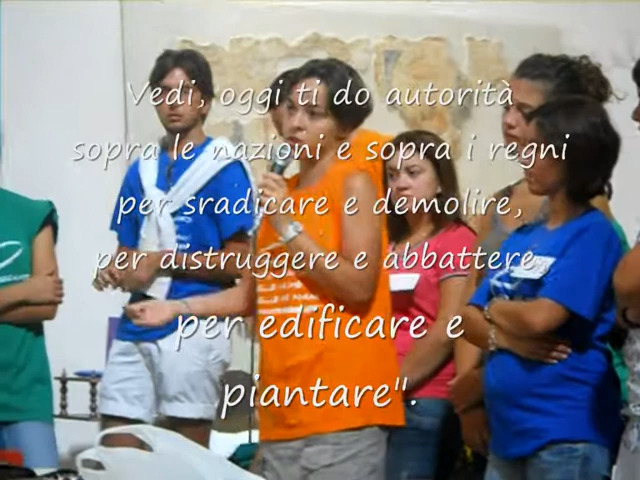 Vedi, oggi ti do autorità
sopra le nazioni e sopra i regni
per sradicare e demolire,
per distruggere e abbattere,
per edificare e
piantare".